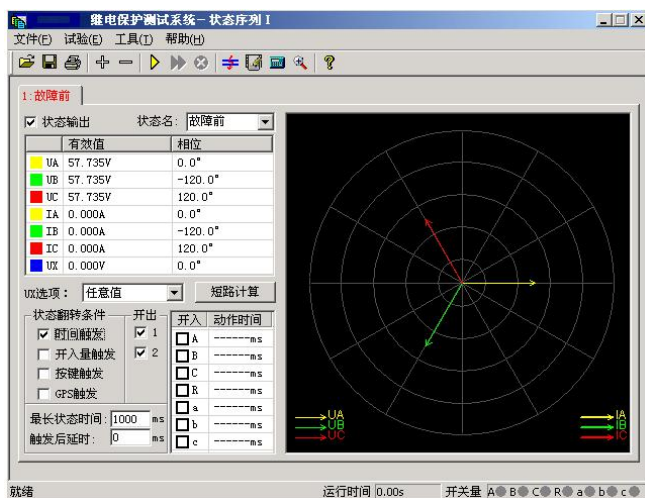 继电保护测试系统-状态序列 I
文件(F) 试验(E) 工具(T) 帮助(H)
1:故障前
状态输出 状态名: 故障前
有效值 相位
UA 57.735V 0.0°
UB 57.735V -120.0°
UC 57.735V 120.0°
IA 0.000A 0.0°
IB 0.000A -120.0°
IC 0.000A 120.0°
UX 0.000V 0.0°
UX选项: 任意值 短路计算
状态翻转条件 开出 开入 动作时间
时间触发 1 A ------ms
开入量触发 2 B ------ms
按键触发 C ------ms
GPS触发 R ------ms
a ------ms
最长状态时间: 1000 ms b ------ms
触发后延时: 0 ms c ------ms
UA IA
UB IB
UC IC
就绪 运行时间 0.00s 开关量 A B C R a b c